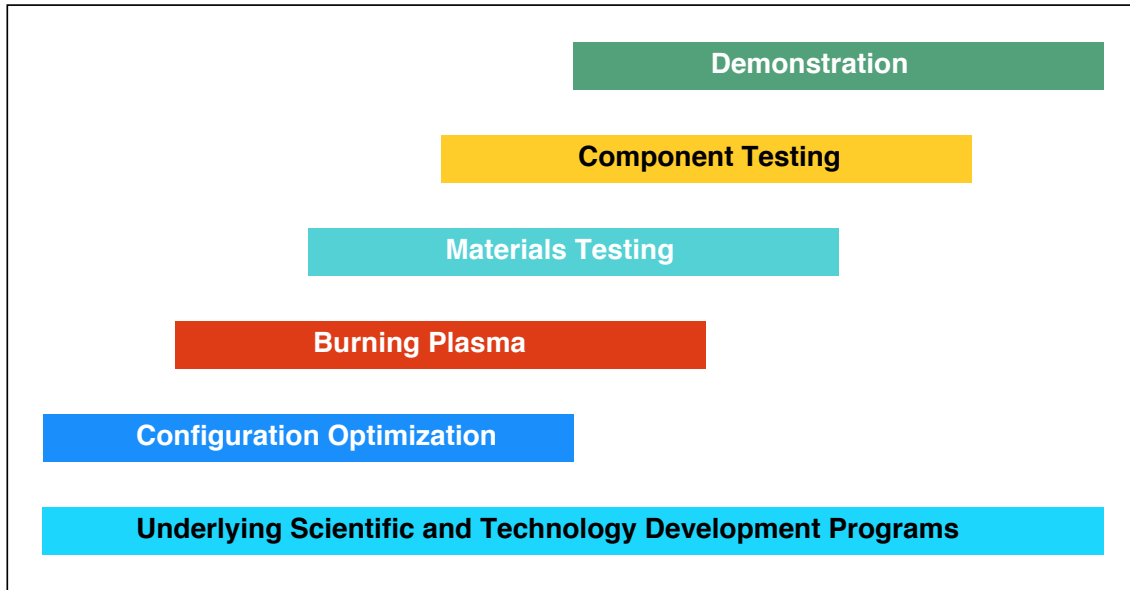 Demonstration
Component Testing
Materials Testing
Burning Plasma
Configuration Optimization
Underlying Scientific and Technology Development Programs